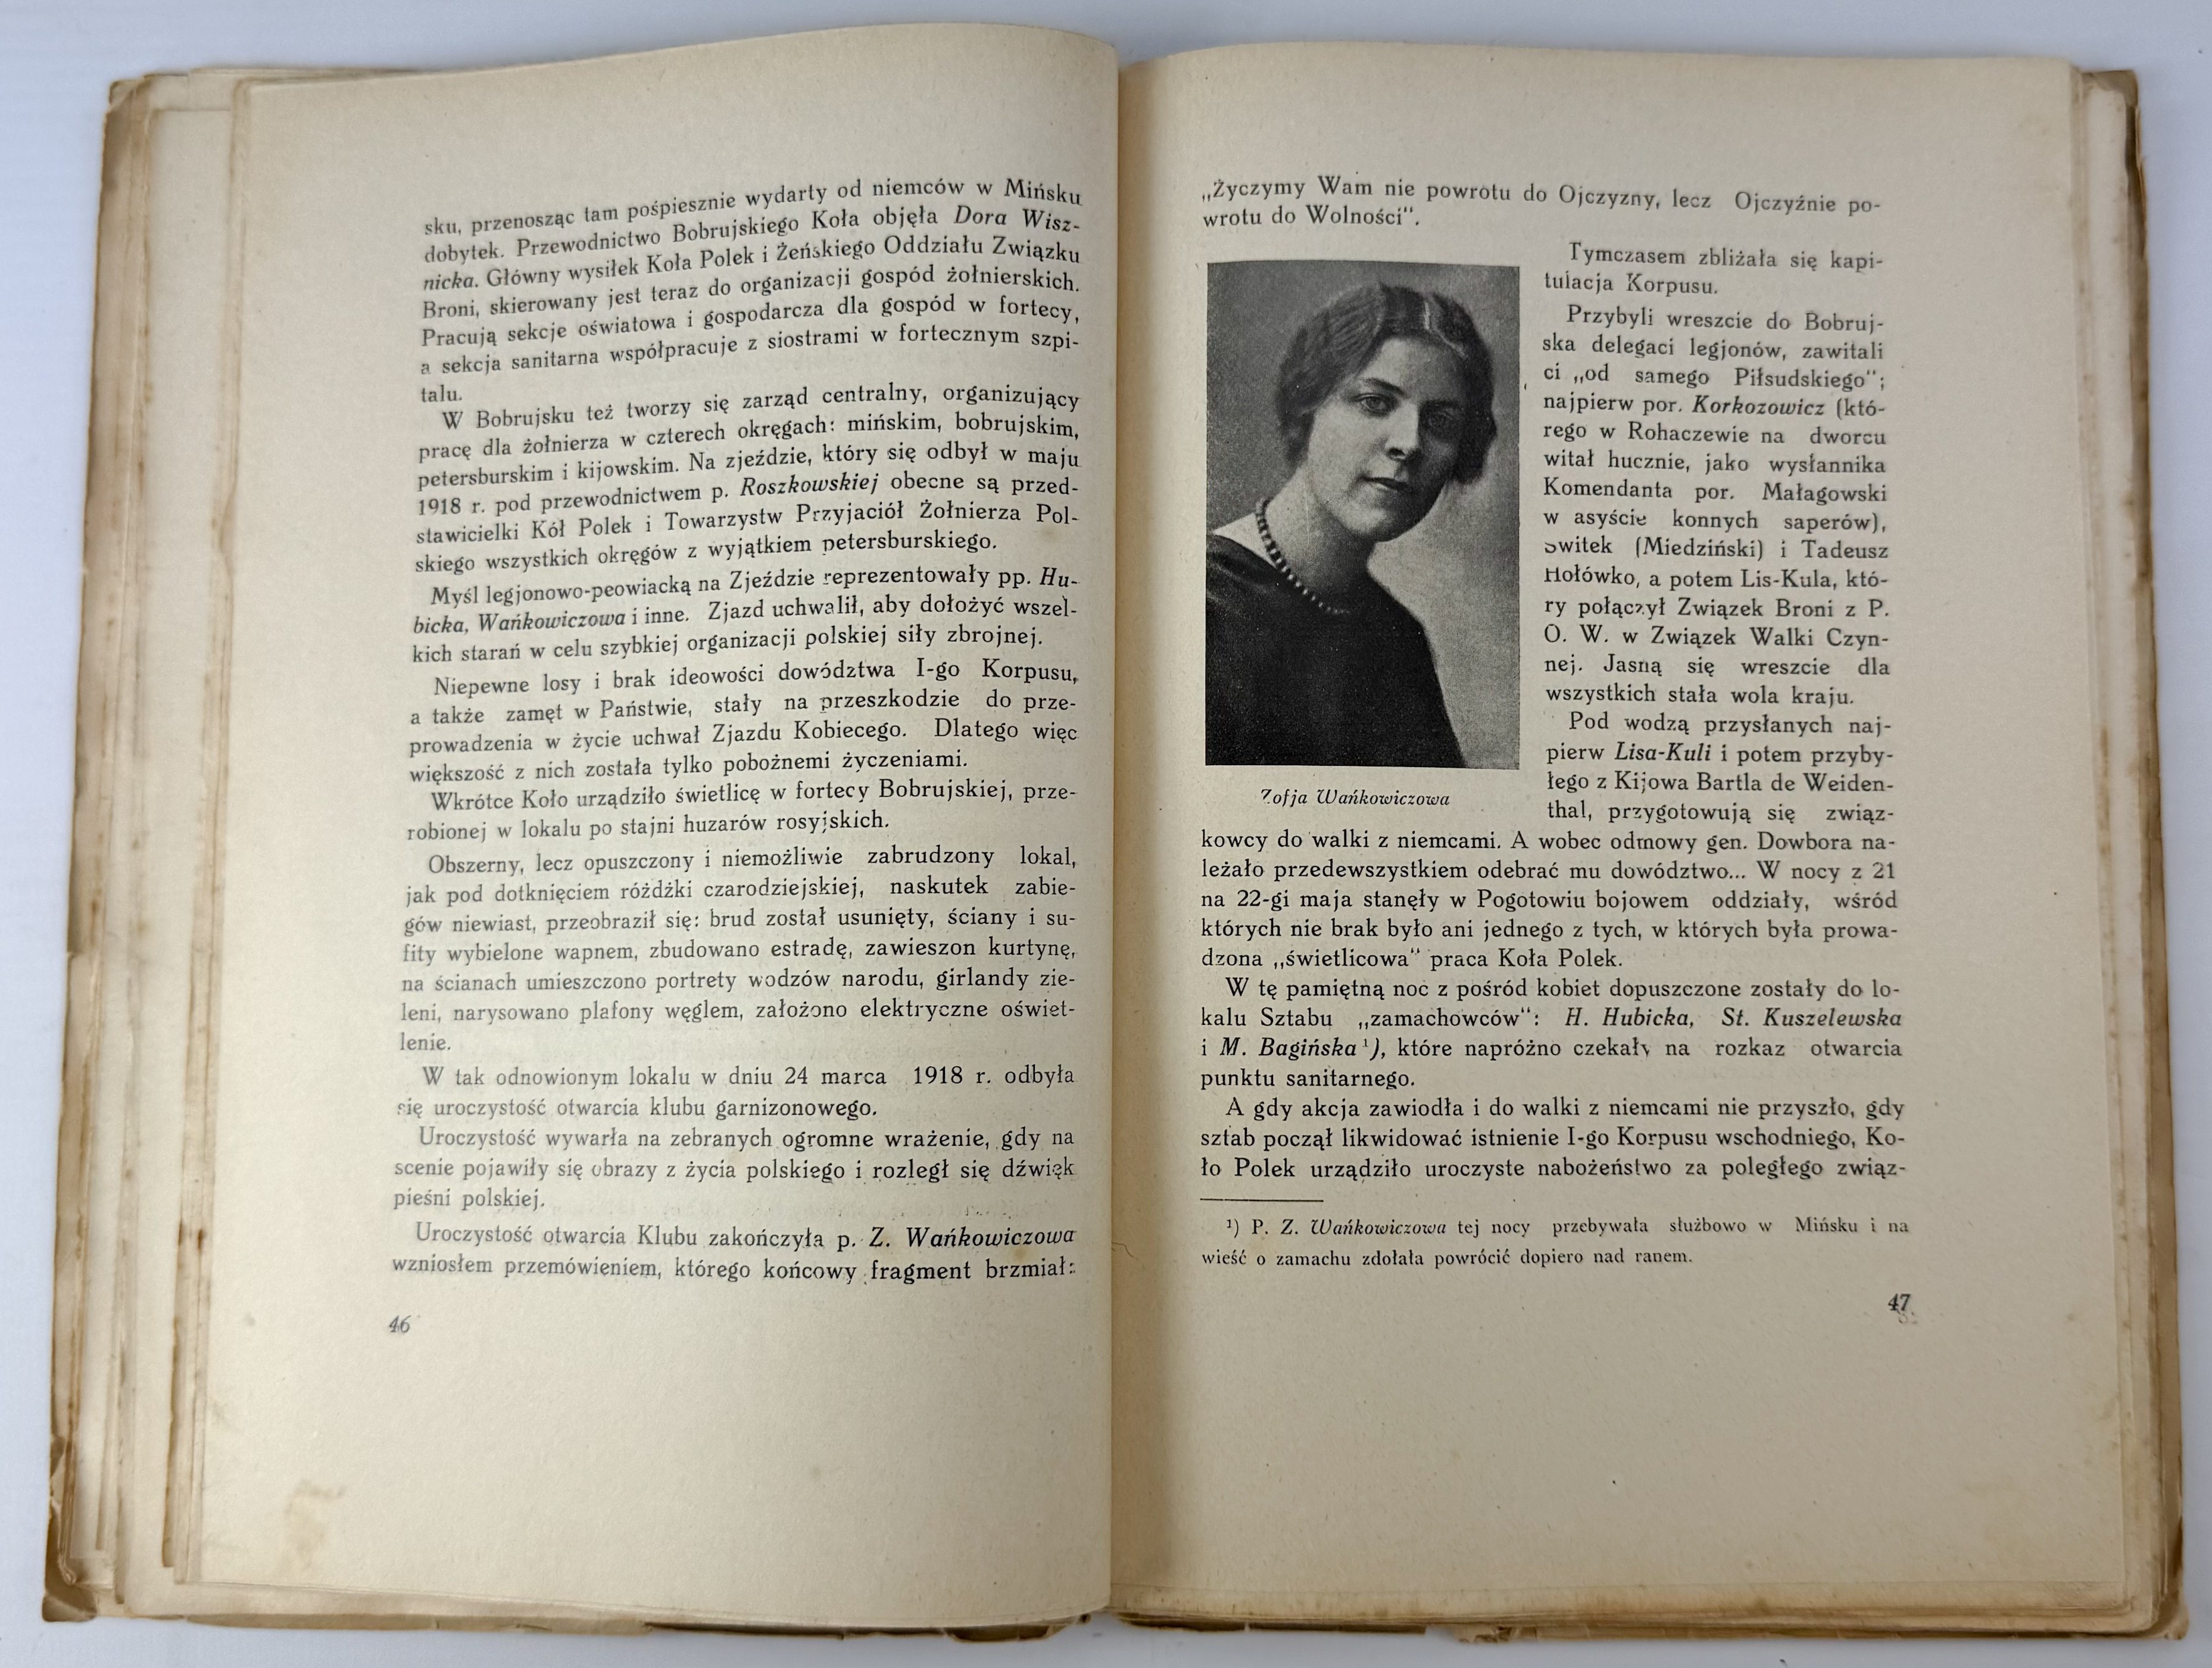 sku, przenosząc tam pośpiesznie wydarty od niemców w Mińsku
dobytek. Przewodnictwo Bobrujskiego Koła objęła Dora Wisz-
nicka. Główny wysiłek Koła Polek i Żeńskiego Oddziału Związku
Broni, skierowany jest teraz do organizacji gospód żołnierskich.
Pracują sekcje oświatowa i gospodarcza dla gospód w fortecy,
a sekcja sanitarna współpracuje z siostrami w fortecznym szpi-
talu.
W Bobrujsku też tworzy się zarząd centralny, organizujący
pracę dla żołnierza w czterech okręgach: mińskim, bobrujskim,
petersburskim i kijowskim. Na zjeździe, który się odbył w maju
1918 r. pod przewodnictwem p. Roszkowskiej obecne są przed-
stawicielki Kół Polek i Towarzystw Przyjaciół Żołnierza Pol-
skiego wszystkich okręgów z wyjątkiem petersburskiego.
Myśl legjonowo-peowiacką na Zjeździe reprezentowały pp. Hu-
bicka, Wańkowiczowa i inne. Zjazd uchwalił, aby dołożyć wszel-
kich starań w celu szybkiej organizacji polskiej siły zbrojnej.
Niepewne losy i brak ideowości dowództwa I-go Korpusu,
a także zamęt w Państwie, stały na przeszkodzie do prze-
prowadzenia w życie uchwał Zjazdu Kobiecego. Dlatego więc
większość z nich została tylko pobożnemi życzeniami.
Wkrótce Koło urządziło świetlicę w fortecy Bobrujskiej, prze-
robionej w lokalu po stajni huzarów rosyjskich.
Obszerny, lecz opuszczony i niemożliwie zabrudzony lokal,
jak pod dotknięciem różdżki czarodziejskiej, naskutek zabie-
gów niewiast, przeobraził się: brud został usunięty, ściany i su-
fity wybielone wapnem, zbudowano estradę, zawieszon kurtynę,
na ścianach umieszczono portrety wodzów narodu, girlandy zie-
leni, narysowano plafony węglem, założono elektryczne oświet-
lenie.
W tak odnowionym lokalu w dniu 24 marca 1918 r. odbyła
się uroczystość otwarcia klubu garnizonowego.
Uroczystość wywarła na zebranych ogromne wrażenie, gdy na
scenie pojawiły się obrazy z życia polskiego i rozległ się dźwięk
pieśni polskiej.
Uroczystość otwarcia Klubu zakończyła p. Z. Wańkowiczowa
wzniosłem przemówieniem, którego końcowy fragment brzmiał:
46
„Życzymy Wam nie powrotu do Ojczyzny, lecz Ojczyźnie po-
wrotu do Wolności“.
Tymczasem zbliżała się kapi-
tulacja Korpusu.
Przybyli wreszcie do Bobruj-
ska delegaci legjonów, zawitali
ci „od samego Piłsudskiego“;
najpierw por. Korkozowicz (któ-
rego w Rohaczewie na dworcu
witał hucznie, jako wysłannika
Komendanta por. Małagowski
w asyście konnych saperów),
Świtek (Miedziński) i Tadeusz
Hołówko, a potem Lis-Kula, któ-
ry połączył Związek Broni z P.
O. W. w Związek Walki Czyn-
nej. Jasną się wreszcie dla
wszystkich stała wola kraju.
Pod wodzą przysłanych naj-
pierw Lisa-Kuli i potem przyby-
łego z Kijowa Bartla de Weiden-
thal, przygotowują się związ-
Zofja Wańkowiczowa
kowcy do walki z niemcami. A wobec odmowy gen. Dowbora na-
leżało przedewszystkiem odebrać mu dowództwo... W nocy z 21
na 22-gi maja stanęły w Pogotowiu bojowem oddziały, wśród
których nie brak było ani jednego z tych, w których była prowa-
dzona „świetlicowa“ praca Koła Polek.
W tę pamiętną noc z pośród kobiet dopuszczone zostały do lo-
kalu Sztabu „zamachowców“: H. Hubicka, St. Kuszelewska
i M. Bagińska ¹), które napróżno czekały na rozkaz otwarcia
punktu sanitarnego.
A gdy akcja zawiodła i do walki z niemcami nie przyszło, gdy
sztab począł likwidować istnienie I-go Korpusu wschodniego, Ko-
ło Polek urządziło uroczyste nabożeństwo za poległego związ-
¹) P. Z. Wańkowiczowa tej nocy przebywała służbowo w Mińsku i na
wieść o zamachu zdołała powrócić dopiero nad ranem.
47